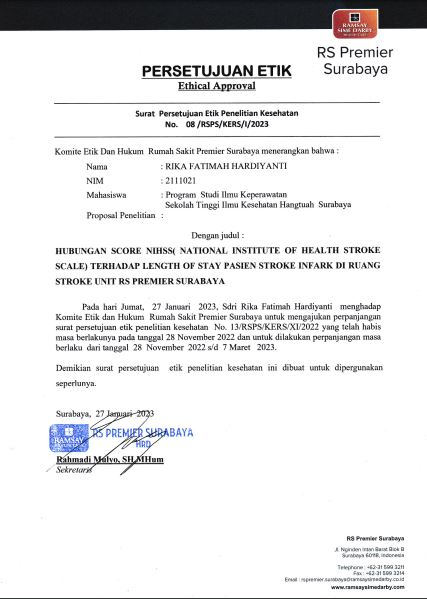 RAMSAY
SIME DARBY
HEALTH CARE
RS Premier
Surabaya
PERSETUJUAN ETIK
Ethical Approval
Surat Persetujuan Etik Penelitian Kesehatan
No. 08 /RSPS/KERS/I/2023
Komite Etik Dan Hukum Rumah Sakit Premier Surabaya menerangkan bahwa :
Nama : RIKA FATIMAH HARDIYANTI
NIM : 2111021
Mahasiswa : Program Studi Ilmu Keperawatan
Sekolah Tinggi Ilmu Kesehatan Hangtuah Surabaya
Proposal Penelitian :
Dengan judul :
HUBUNGAN SCORE NIHSS( NATIONAL INSTITUTE OF HEALTH STROKE
SCALE) TERHADAP LENGTH OF STAY PASIEN STROKE INFARK DI RUANG
STROKE UNIT RS PREMIER SURABAYA
Pada hari Jumat, 27 Januari 2023, Sdri Rika Fatimah Hardiyanti menghadap
Komite Etik dan Hukum Rumah Sakit Premier Surabaya untuk mengajukan perpanjangan
surat persetujuan etik penelitian kesehatan No. 13/RSPS/KERS/XI/2022 yang telah habis
masa berlakunya pada tanggal 28 November 2022 dan untuk dilakukan perpanjangan masa
berlaku dari tanggal 28 November 2022 s/d 7 Maret 2023.
Demikian surat persetujuan etik penelitian kesehatan ini dibuat untuk dipergunakan
seperlunya.
Surabaya, 27 Januari 2023
RAMSAY
RS PREMIER SURABAYA
HRD
Rahmadi Mulyo, SH,MHum
Sekretaris
RS Premier Surabaya
Jl. Nginden Intan Barat Blok B
Surabaya 60118, Indonesia
Telephone : +62-31 599 3211
Fax : +62-31 599 3214
Email : rspremier.surabaya@ramsaysimedarby.co.id
www.ramsaysimedarby.com